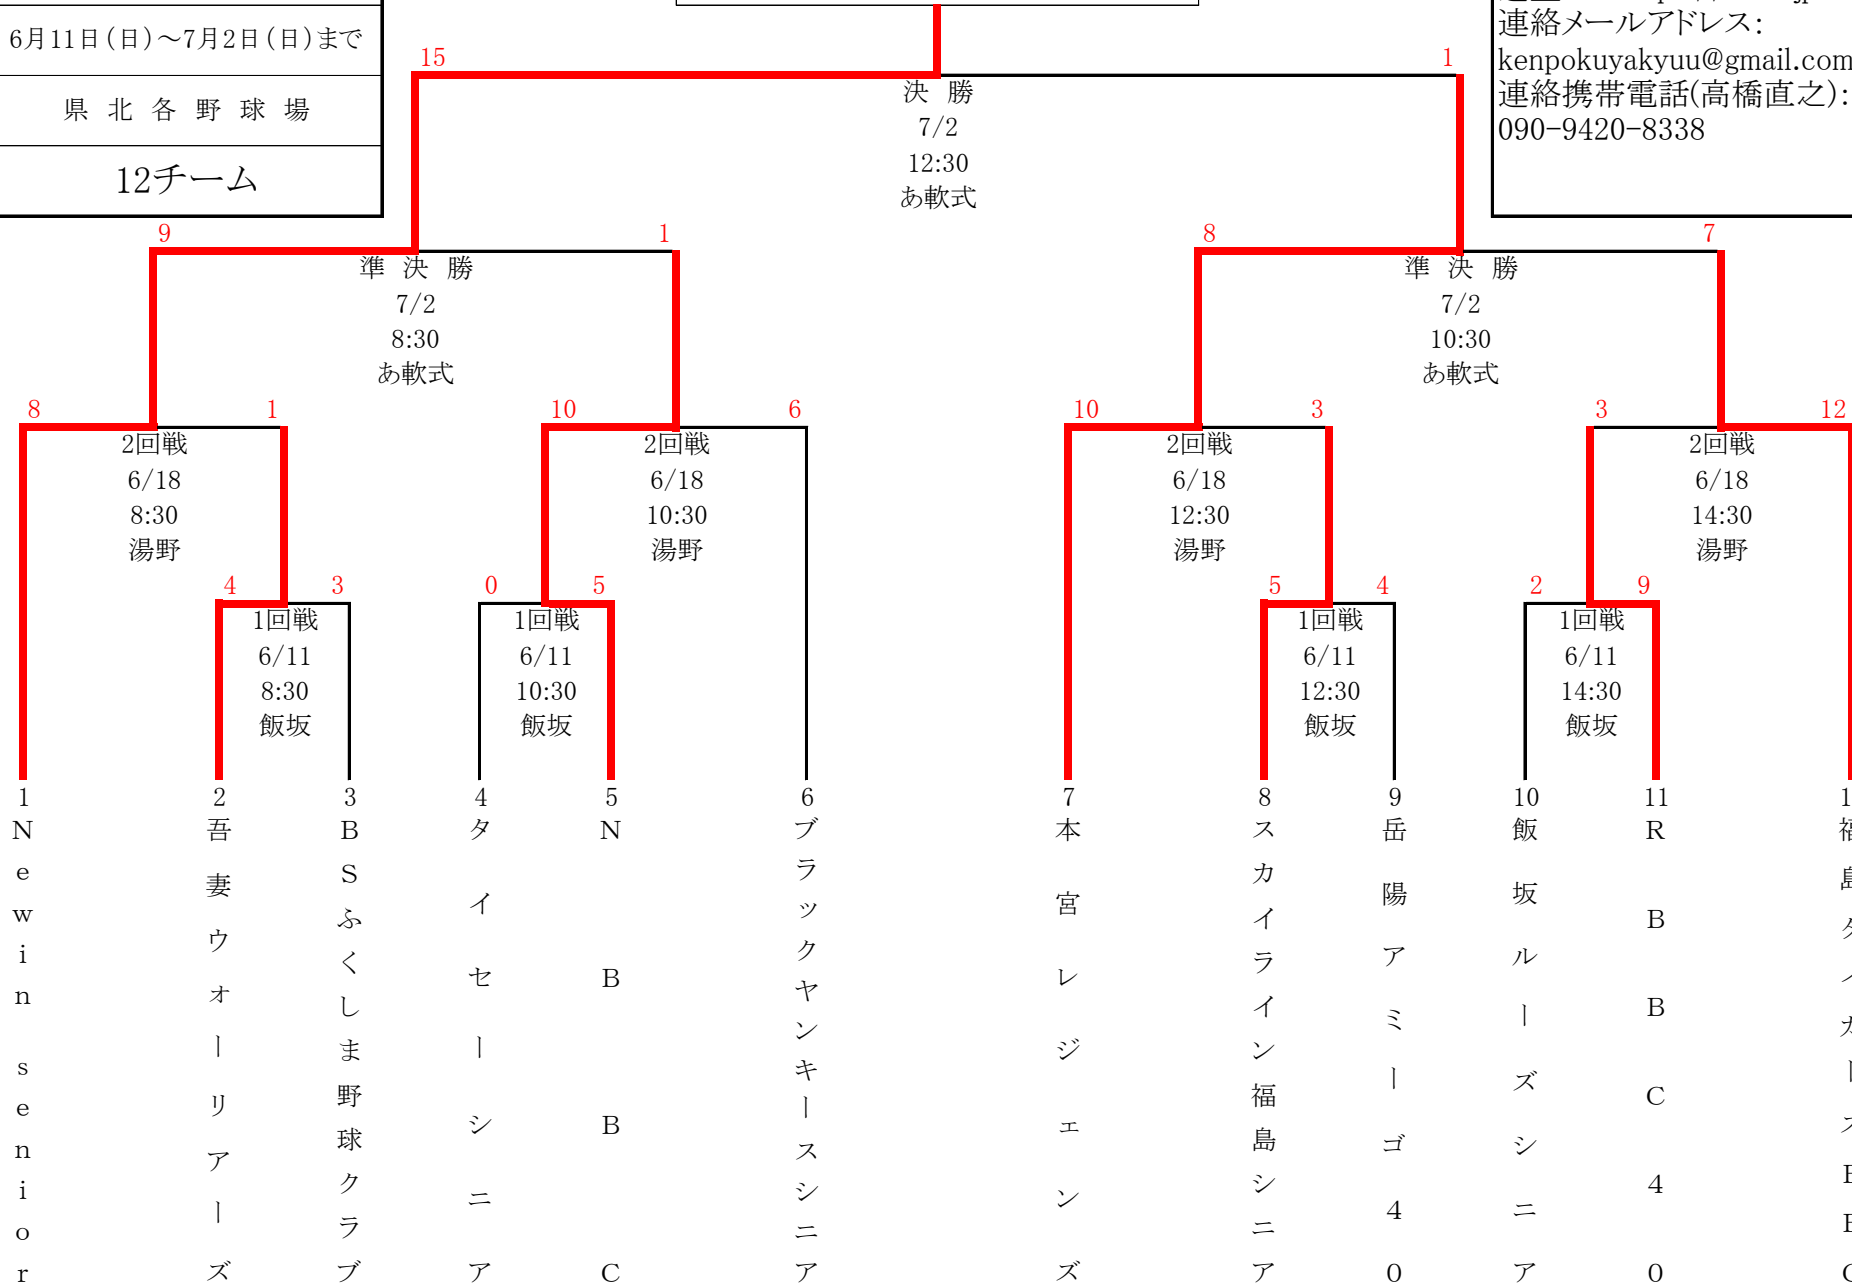 6月11日(日)～7月2日(日)まで
県北各野球場
12チーム
連絡メールアドレス:
kenpokuyakyuu@gmail.com
連絡携帯電話(高橋直之):
090-9420-8338
15
1
決勝
7/2
12:30
あ軟式
9
1
準決勝
7/2
8:30
あ軟式
8
7
準決勝
7/2
10:30
あ軟式
8
1
2回戦
6/18
8:30
湯野
10
6
2回戦
6/18
10:30
湯野
10
3
2回戦
6/18
12:30
湯野
3
12
2回戦
6/18
14:30
湯野
4
3
1回戦
6/11
8:30
飯坂
0
5
1回戦
6/11
10:30
飯坂
5
4
1回戦
6/11
12:30
飯坂
2
9
1回戦
6/11
14:30
飯坂
1
Newin senior
2
吾妻ウォーリアーズ
3
BSふくしま野球クラブ
4
タイセーシニア
5
NBBC
6
ブラックヤンキースシニア
7
本宮レジェンズ
8
スカイライン福島シニア
9
岳陽アミーゴ40
10
飯坂ルーズシニア
11
RBBC40